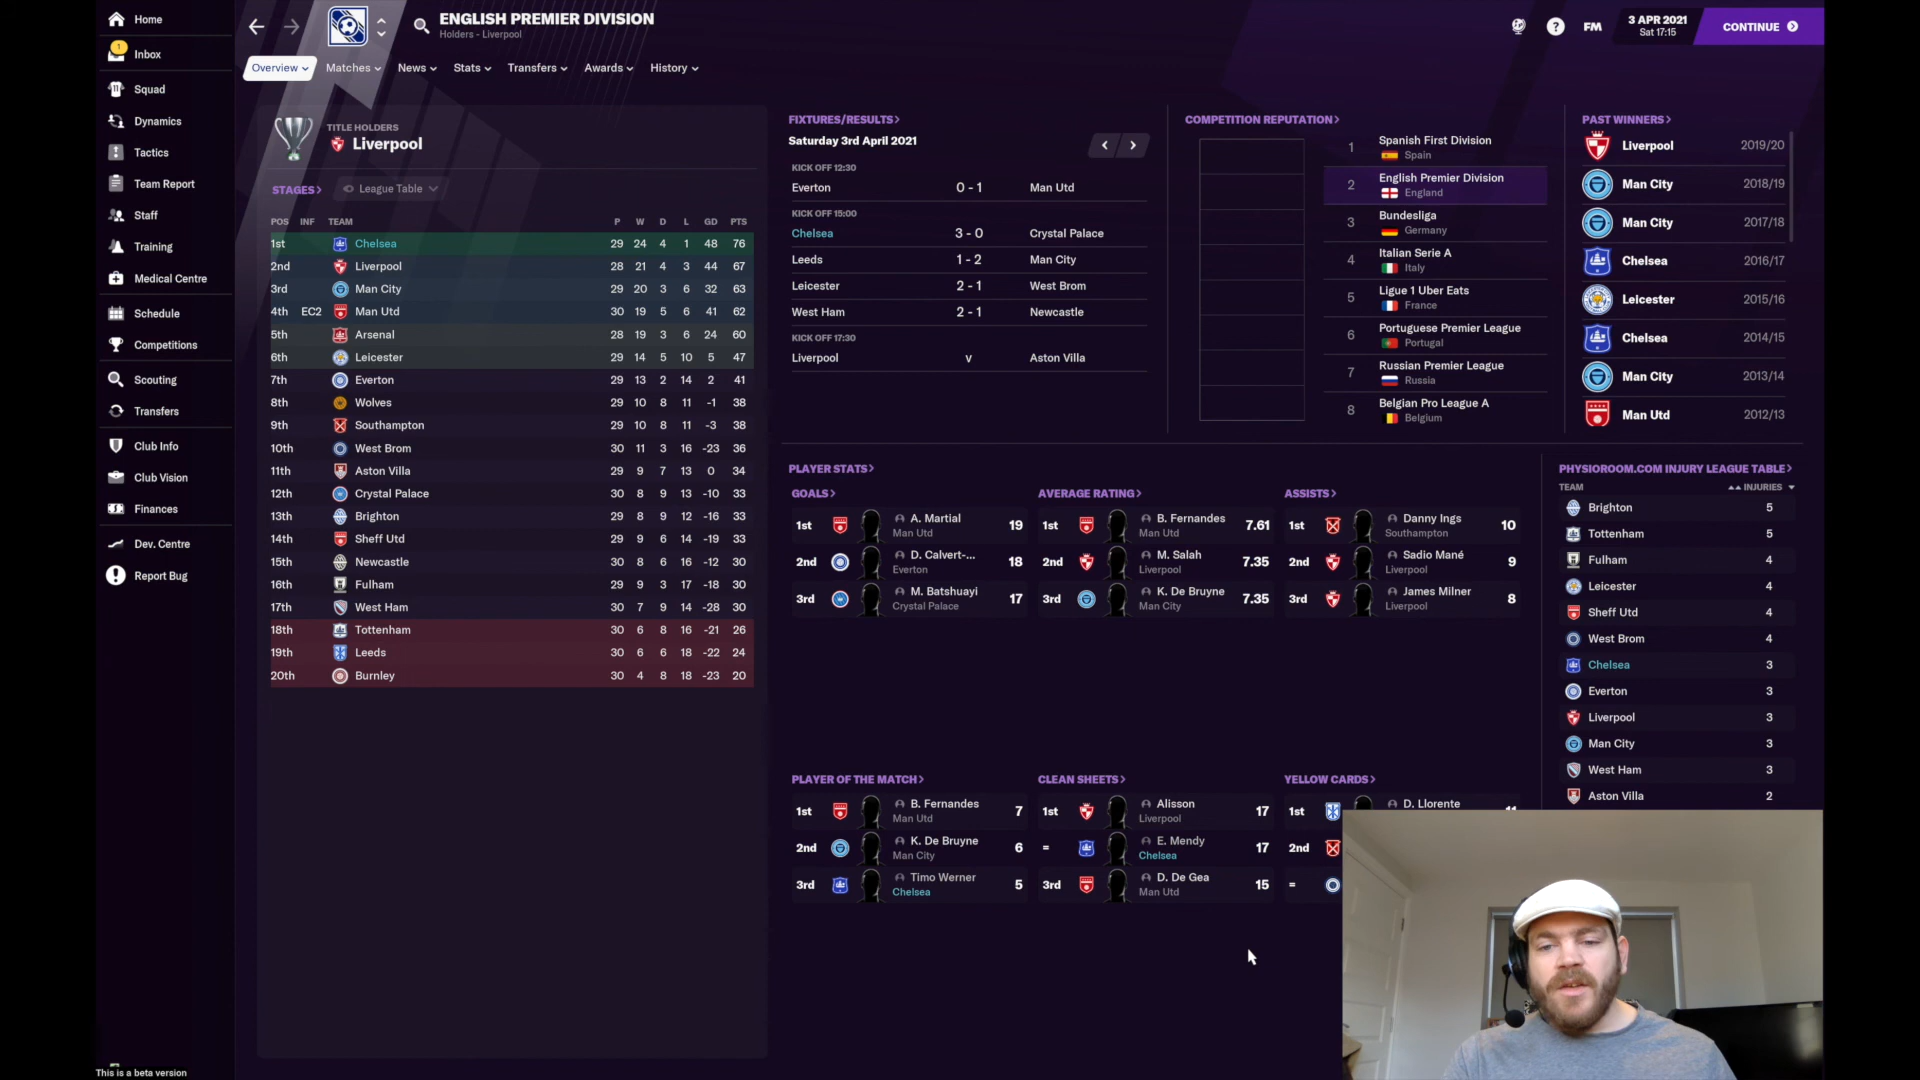 Home
1
Inbox
Squad
Dynamics
Tactics
Team Report
Staff
Training
Medical Centre
Schedule
Competitions
Scouting
Transfers
Club Info
Club Vision
Finances
Dev. Centre
Report Bug
This is a beta version
ENGLISH PREMIER DIVISION
Holders - Liverpool
? FM 3 APR 2021
Sat 17:15
CONTINUE
Overview Matches News Stats Transfers Awards History
TITLE HOLDERS
Liverpool
STAGES> League Table
POS INF TEAM P W D L GD PTS
1st Chelsea 29 24 4 1 48 76
2nd Liverpool 28 21 4 3 44 67
3rd Man City 29 20 3 6 32 63
4th EC2 Man Utd 30 19 5 6 41 62
5th Arsenal 28 19 3 6 24 60
6th Leicester 29 14 5 10 5 47
7th Everton 29 13 2 14 2 41
8th Wolves 29 10 8 11 -1 38
9th Southampton 29 10 8 11 -3 38
10th West Brom 30 11 3 16 -23 36
11th Aston Villa 29 9 7 13 0 34
12th Crystal Palace 30 8 9 13 -10 33
13th Brighton 29 8 9 12 -16 33
14th Sheff Utd 29 9 6 14 -19 33
15th Newcastle 30 8 6 16 -12 30
16th Fulham 29 9 3 17 -18 30
17th West Ham 30 7 9 14 -28 30
18th Tottenham 30 6 8 16 -21 26
19th Leeds 30 6 6 18 -22 24
20th Burnley 30 4 8 18 -23 20
FIXTURES/RESULTS>
Saturday 3rd April 2021
KICK OFF 12:30
Everton 0 - 1 Man Utd
KICK OFF 15:00
Chelsea 3 - 0 Crystal Palace
Leeds 1 - 2 Man City
Leicester 2 - 1 West Brom
West Ham 2 - 1 Newcastle
KICK OFF 17:30
Liverpool v Aston Villa
COMPETITION REPUTATION>
1 Spanish First Division
Spain
2 English Premier Division
England
3 Bundesliga
Germany
4 Italian Serie A
Italy
5 Ligue 1 Uber Eats
France
6 Portuguese Premier League
Portugal
7 Russian Premier League
Russia
8 Belgian Pro League A
Belgium
PAST WINNERS>
Liverpool 2019/20
Man City 2018/19
Man City 2017/18
Chelsea 2016/17
Leicester 2015/16
Chelsea 2014/15
Man City 2013/14
Man Utd 2012/13
PLAYER STATS>
GOALS>
1st A. Martial 19
Man Utd
2nd D. Calvert-... 18
Everton
3rd M. Batshuayi 17
Crystal Palace
AVERAGE RATING>
1st B. Fernandes 7.61
Man Utd
2nd M. Salah 7.35
Liverpool
3rd K. De Bruyne 7.35
Man City
ASSISTS>
1st Danny Ings 10
Southampton
2nd Sadio Mané 9
Liverpool
3rd James Milner 8
Liverpool
PLAYER OF THE MATCH>
1st B. Fernandes 7
Man Utd
2nd K. De Bruyne 6
Man City
3rd Timo Werner 5
Chelsea
CLEAN SHEETS>
1st Alisson 17
Liverpool
= E. Mendy 17
Chelsea
3rd D. De Gea 15
Man Utd
YELLOW CARDS>
1st D. Llorente
2nd
=
PHYSIOROOM.COM INJURY LEAGUE TABLE>
TEAM INJURIES
Brighton 5
Tottenham 5
Fulham 4
Leicester 4
Sheff Utd 4
West Brom 4
Chelsea 3
Everton 3
Liverpool 3
Man City 3
West Ham 3
Aston Villa 2